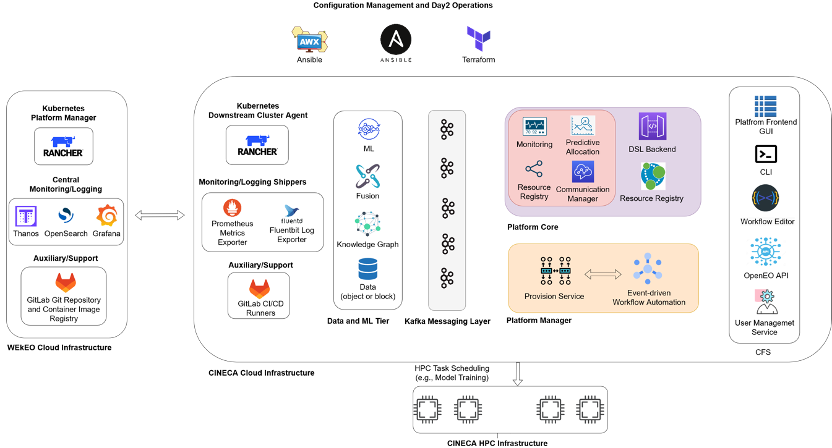 Configuration Management and Day2 Operations
AWX
Ansible
ANSIBLE
Terraform
Kubernetes
Platform Manager
RANCHER
Central
Monitoring/Logging
Thanos
OpenSearch
Grafana
Auxiliary/Support
GitLab Git Repository
and Container Image
Registry
WEkEO Cloud Infrastructure
Kubernetes
Downstream Cluster Agent
RANCHER
Monitoring/Logging Shippers
Prometheus
Metrics
Exporter
fluentd
Fluentbit Log
Exporter
Auxiliary/Support
GitLab CI/CD
Runners
CINECA Cloud Infrastructure
ML
Fusion
Knowledge Graph
Data
(object or block)
Data and ML Tier
Kafka Messaging Layer
Monitoring
Predictive
Allocation
Resource
Registry
Communication
Manager
DSL Backend
Resource Registry
Platform Core
Provision Service
Event-driven
Workflow Automation
Platform Manager
Platfrom Frontend
GUI
CLI
Workflow Editor
OpenEO API
User Managemet
Service
CFS
HPC Task Scheduling
(e.g., Model Training)
CINECA HPC Infrastructure